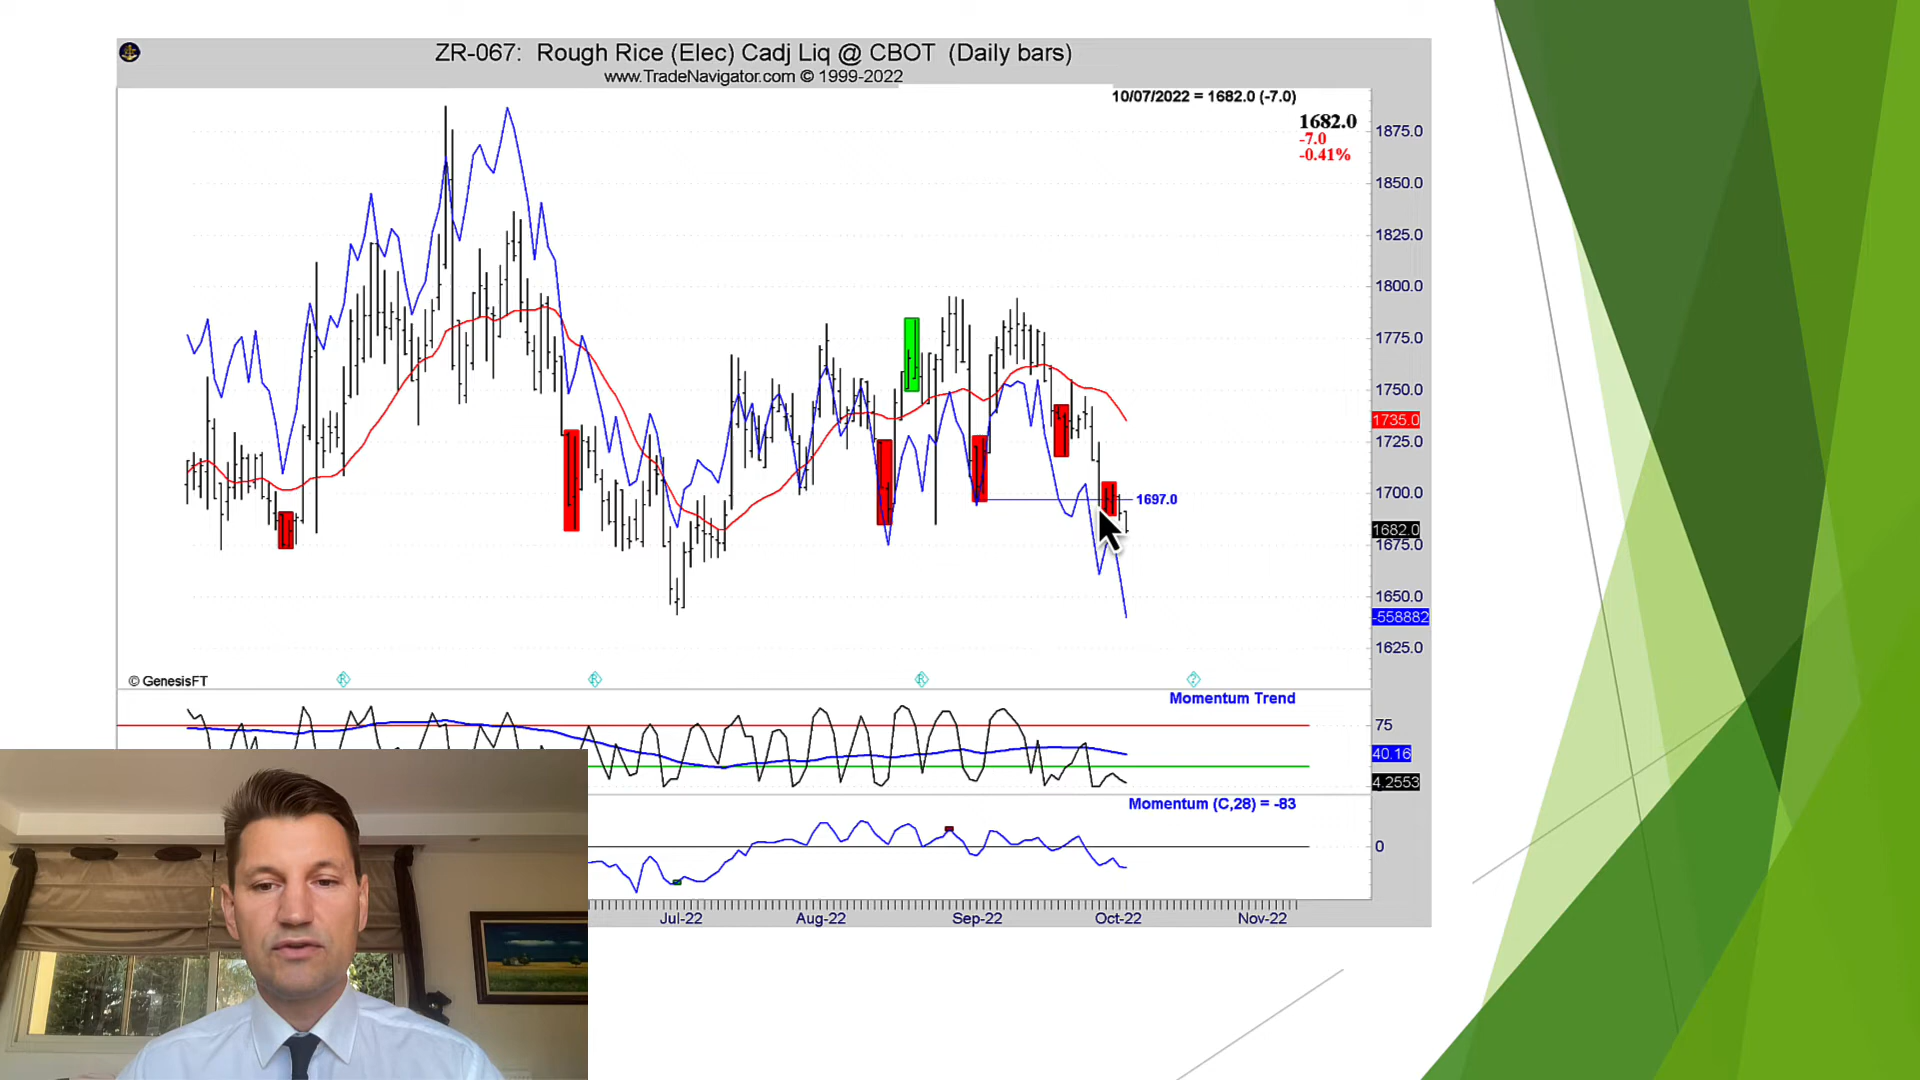 ZR-067: Rough Rice (Elec) Cadj Liq @ CBOT (Daily bars)
www.TradeNavigator.com © 1999-2022
10/07/2022 = 1682.0 (-7.0)
1682.0
-7.0
-0.41%
1875.0
1850.0
1825.0
1800.0
1775.0
1750.0
1735.0
1725.0
1700.0
1697.0
1682.0
1675.0
1650.0
-558882
1625.0
© GenesisFT
R
R
R
?
Momentum Trend
75
40.16
4.2553
Momentum (C,28) = -83
0
Jul-22
Aug-22
Sep-22
Oct-22
Nov-22